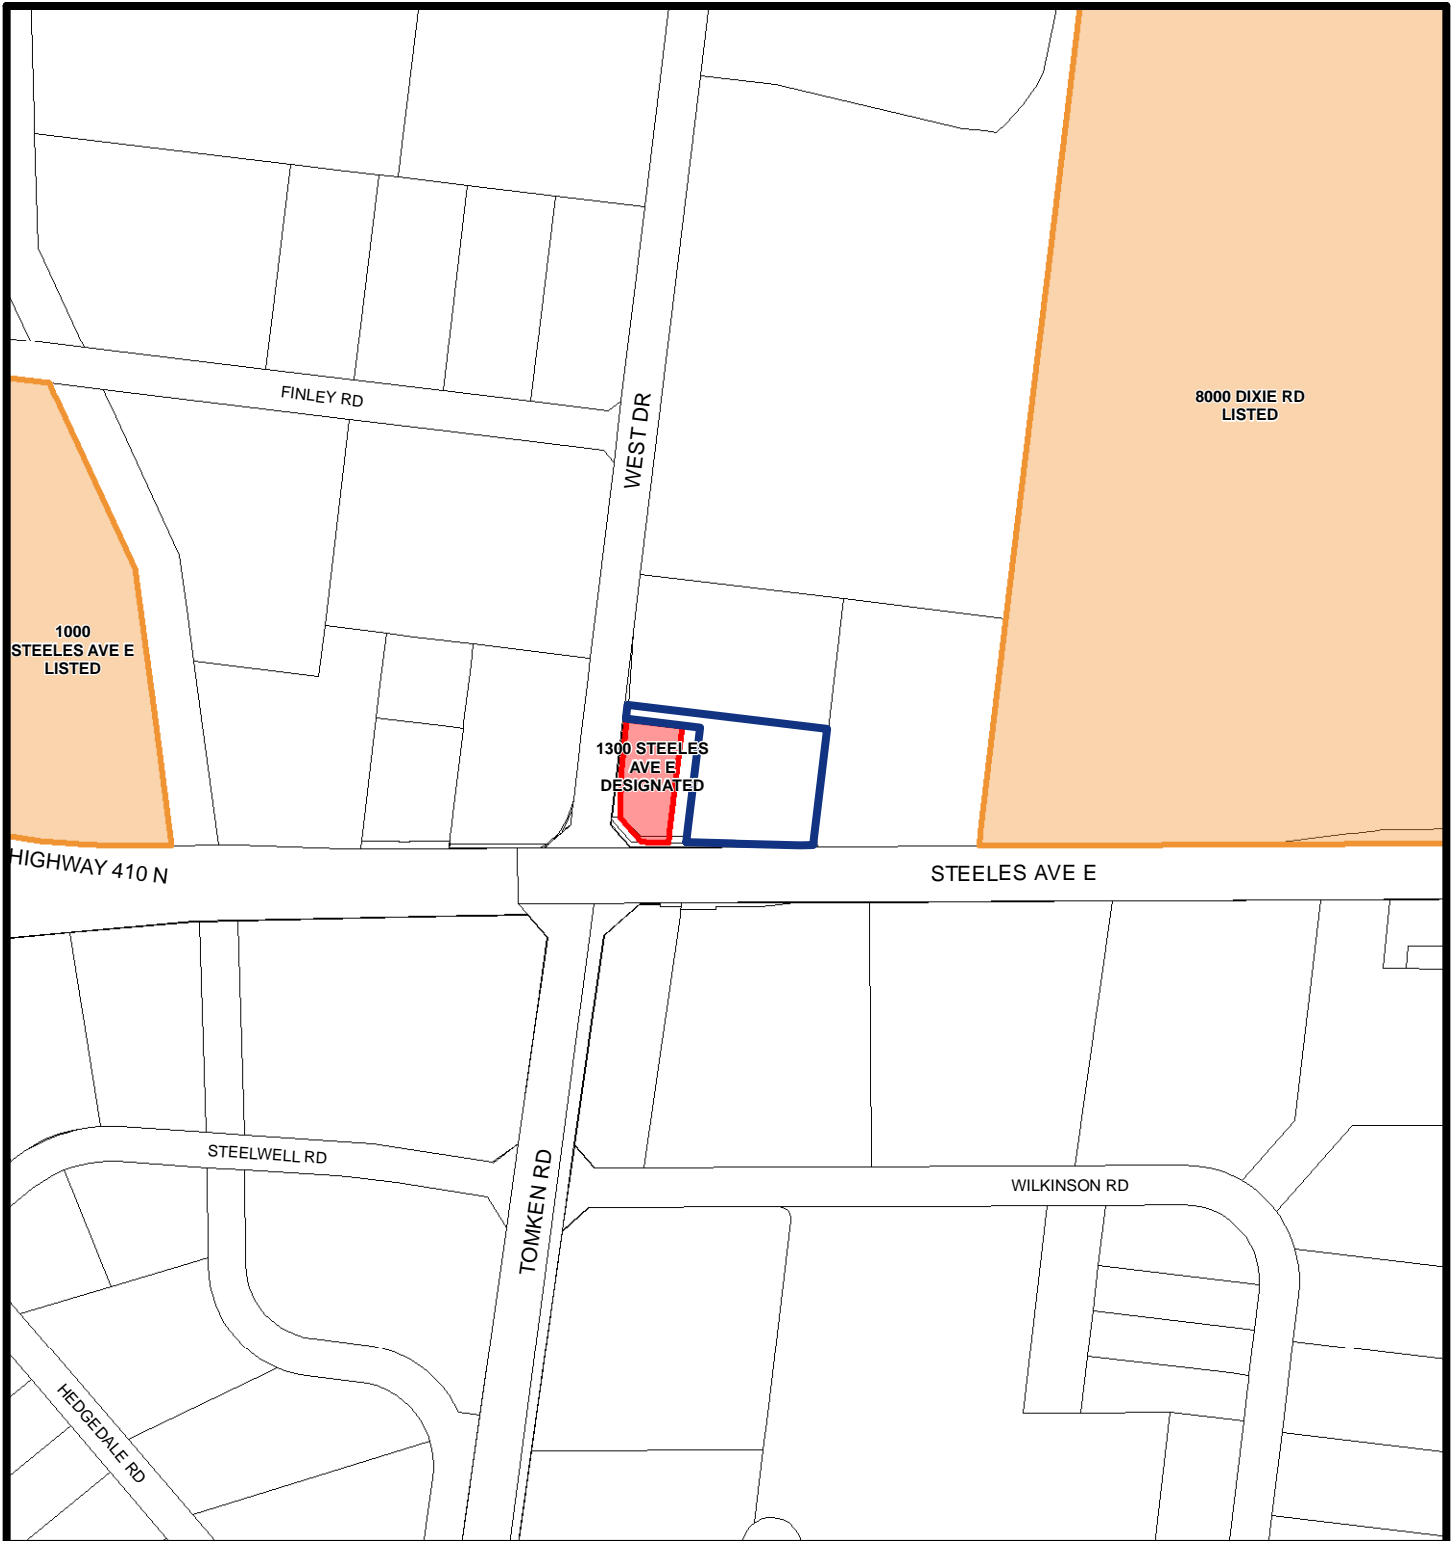 FINLEY RD
WEST DR
8000 DIXIE RD
LISTED
1000
STEELES AVE E
LISTED
1300 STEELES
AVE E
DESIGNATED
HIGHWAY 410 N
STEELES AVE E
STEELWELL RD
TOMKEN RD
WILKINSON RD
HEDGEDALE RD